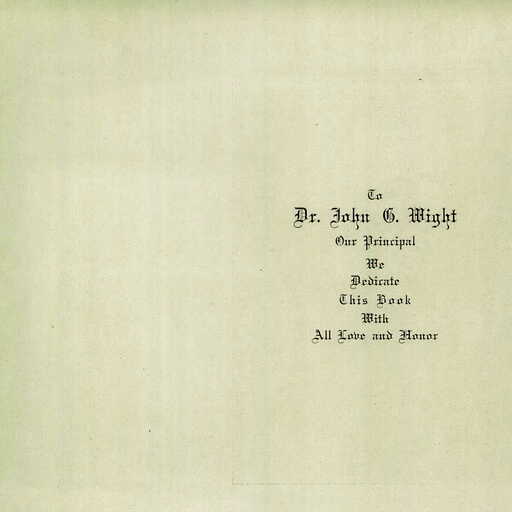 To
Dr. John G. Wight
Our Principal
We
Dedicate
This Book
With
All Love and Honor